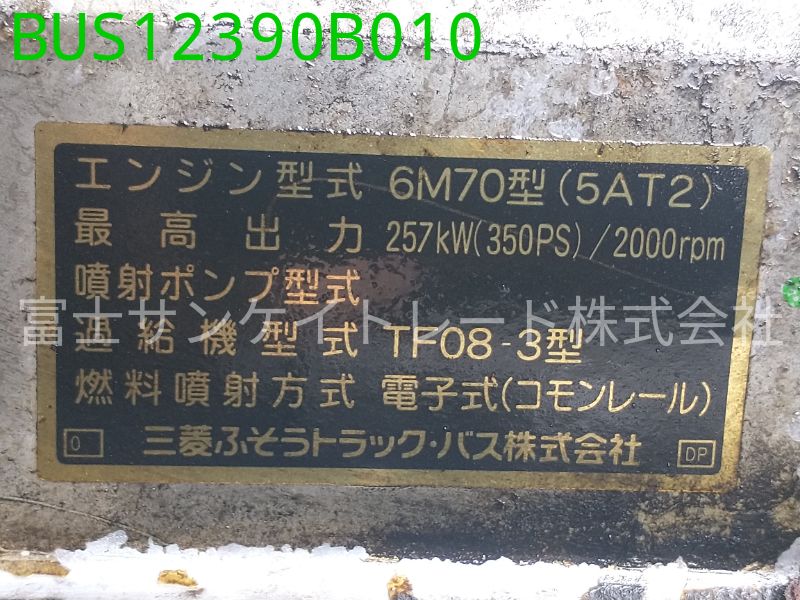 BUS12390B010
エンジン型式 6M70型(5AT2)
最高出力 257kW(350PS)/2000rpm
噴射ポンプ型式
富士サンケイトレード株式会社
過給機型式 TF08-3型
燃料噴射方式 電子式(コモンレール)
0 三菱ふそうトラック・バス株式会社 DP